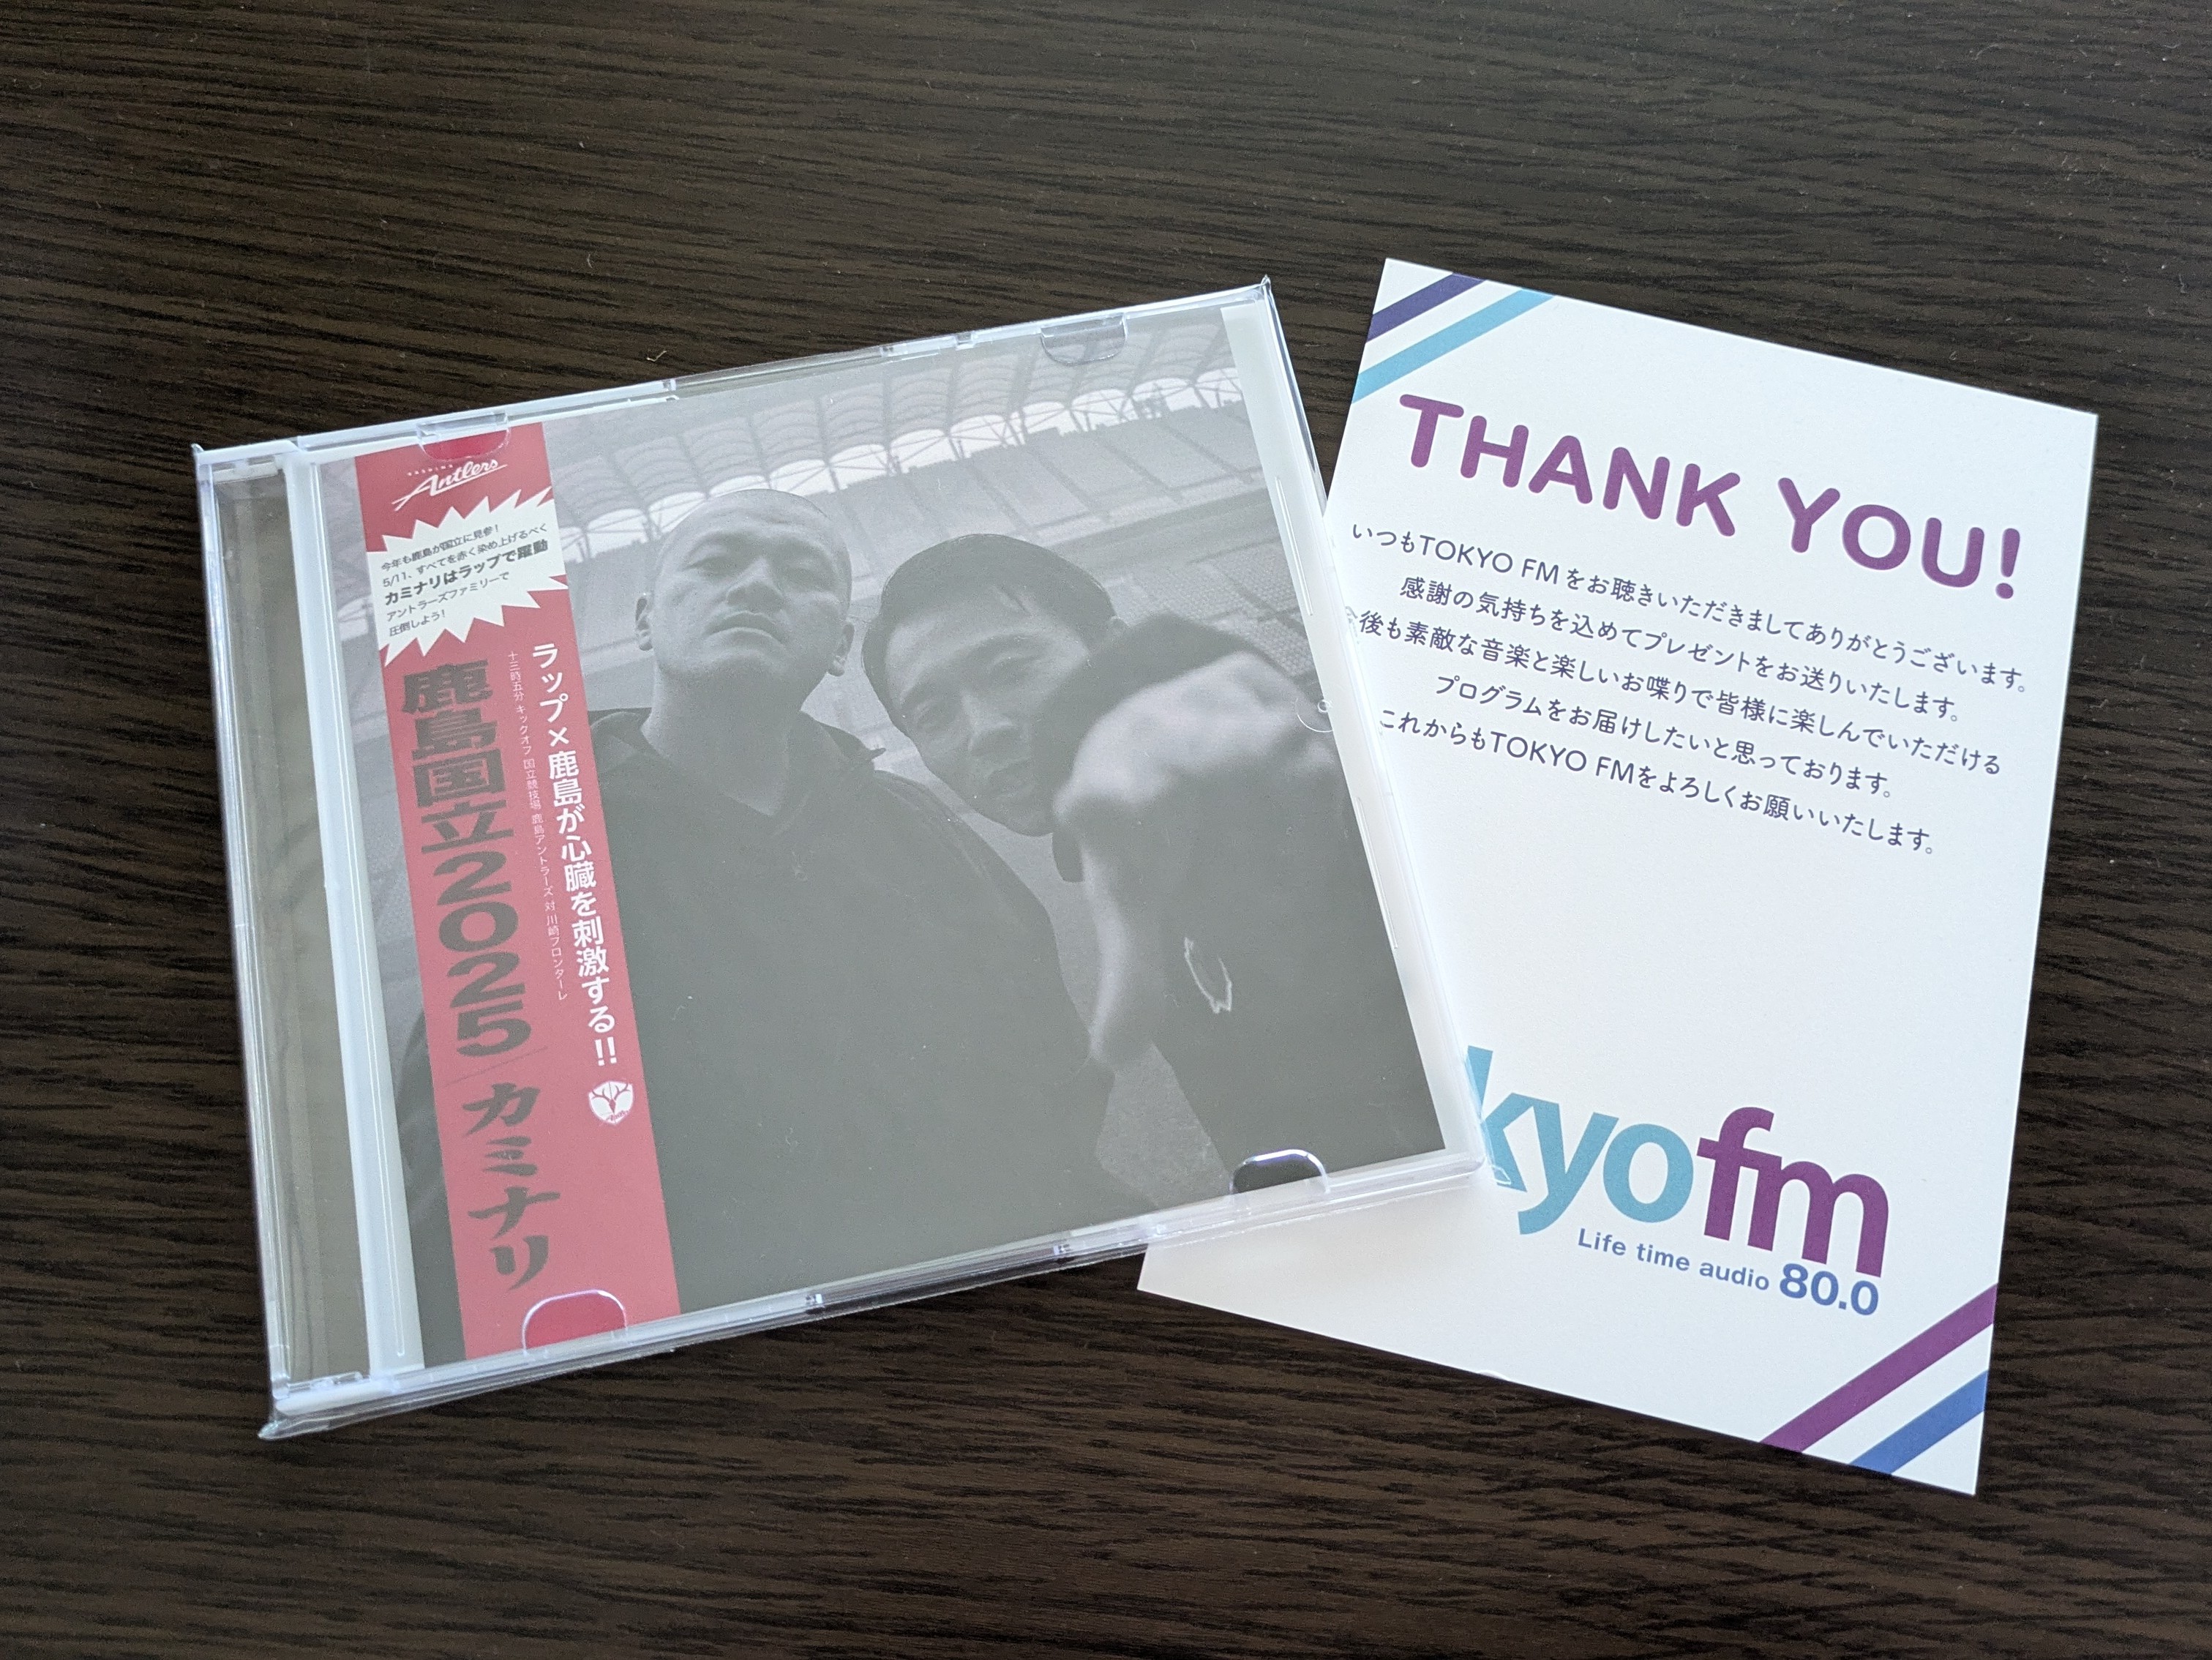 KASHIMA
Antlers
今年も鹿島が国立に見参!
5/11、すべてを赤く染め上げるべく
カミナリはラップで躍動
アントラーズファミリーで
圧倒しよう!
ラップ×鹿島が心臓を刺激する!!
十三時五分 キックオフ 国立競技場 鹿島アントラーズ 対 川崎フロンターレ
鹿島国立2025/カミナリ
THANK YOU!
いつもTOKYO FMをお聴きいただきましてありがとうございます。
感謝の気持ちを込めてプレゼントをお送りいたします。
今後も素敵な音楽と楽しいお喋りで皆様に楽しんでいただける
プログラムをお届けしたいと思っております。
これからもTOKYO FMをよろしくお願いいたします。
kyofm
Life time audio 80.0